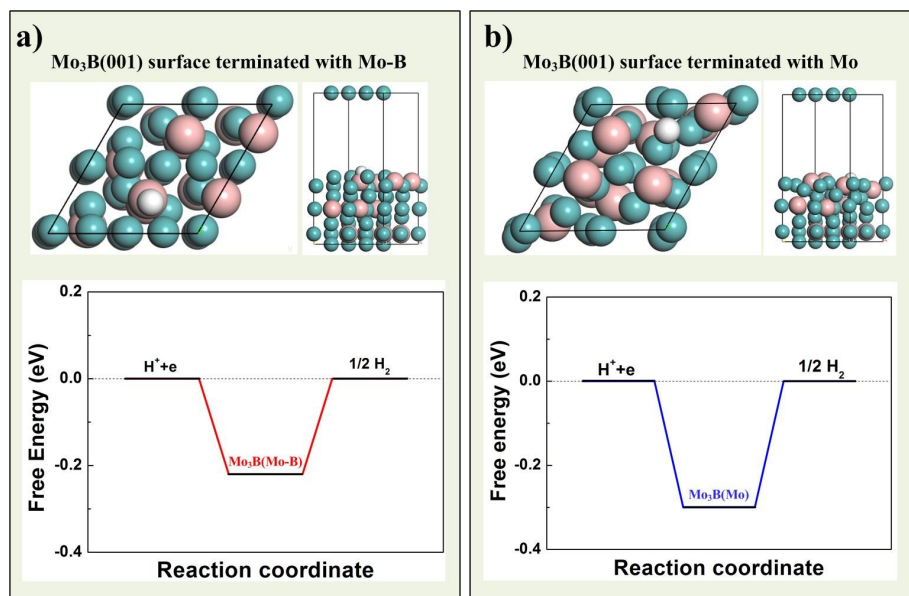 a)
Mo₃B(001) surface terminated with Mo-B
0.2
0.0
-0.2
-0.4
Free Energy (eV)
H⁺+e
1/2 H₂
Mo₃B(Mo-B)
Reaction coordinate
b)
Mo₃B(001) surface terminated with Mo
0.2
0.0
-0.2
-0.4
Free energy (eV)
H⁺+e
1/2 H₂
Mo₃B(Mo)
Reaction coordinate